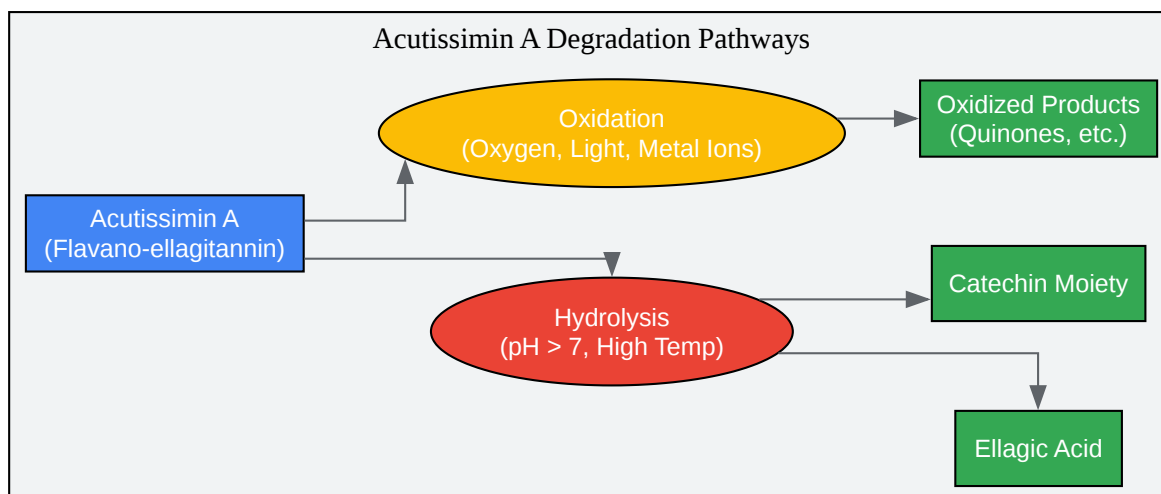 Acutissimin A Degradation Pathways
Oxidation
(Oxygen, Light, Metal Ions)
Oxidized Products
(Quinones, etc.)
Acutissimin A
(Flavano-ellagitannin)
Hydrolysis
(pH > 7, High Temp)
Catechin Moiety
Ellagic Acid